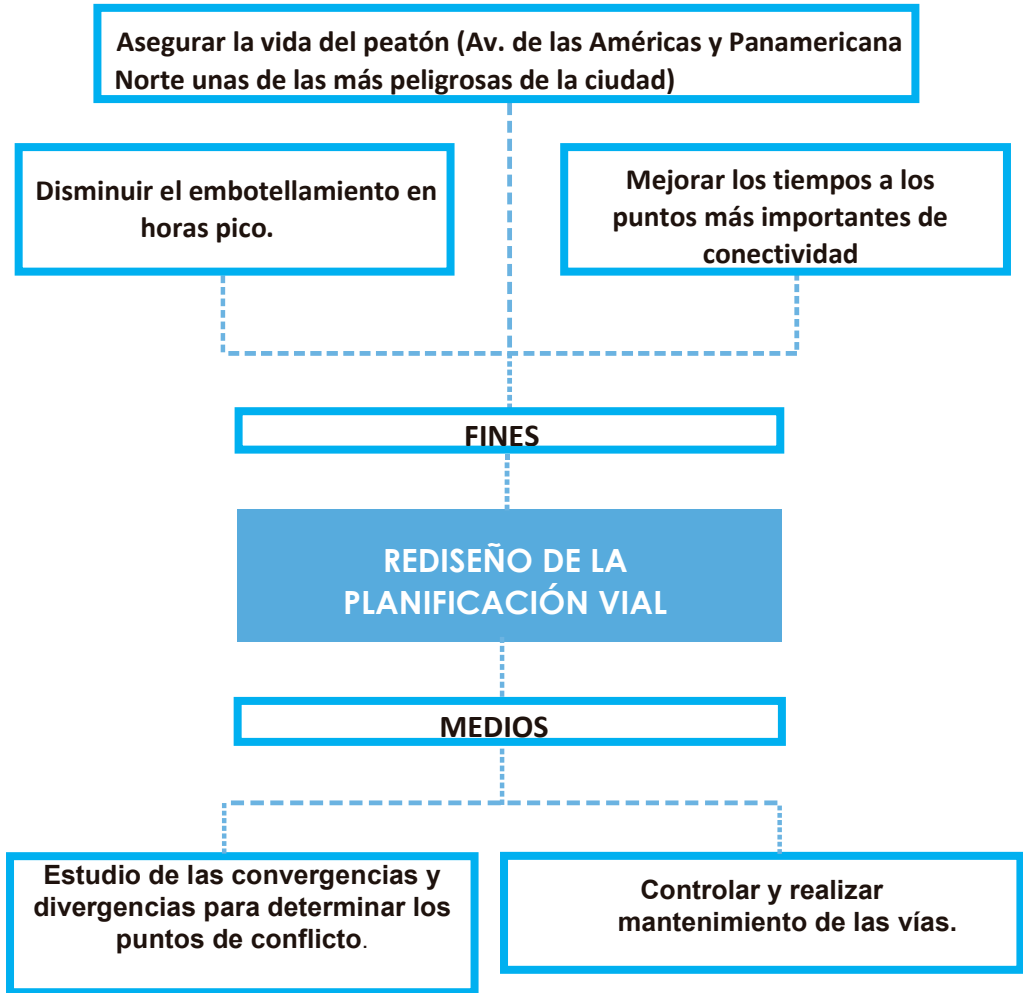 Asegurar la vida del peatón (Av. de las Américas y Panamericana
Norte unas de las más peligrosas de la ciudad)
Disminuir el embotellamiento en
horas pico.
Mejorar los tiempos a los
puntos más importantes de
conectividad
FINES
REDISEÑO DE LA
PLANIFICACIÓN VIAL
MEDIOS
Estudio de las convergencias y
divergencias para determinar los
puntos de conflicto.
Controlar y realizar
mantenimiento de las vías.